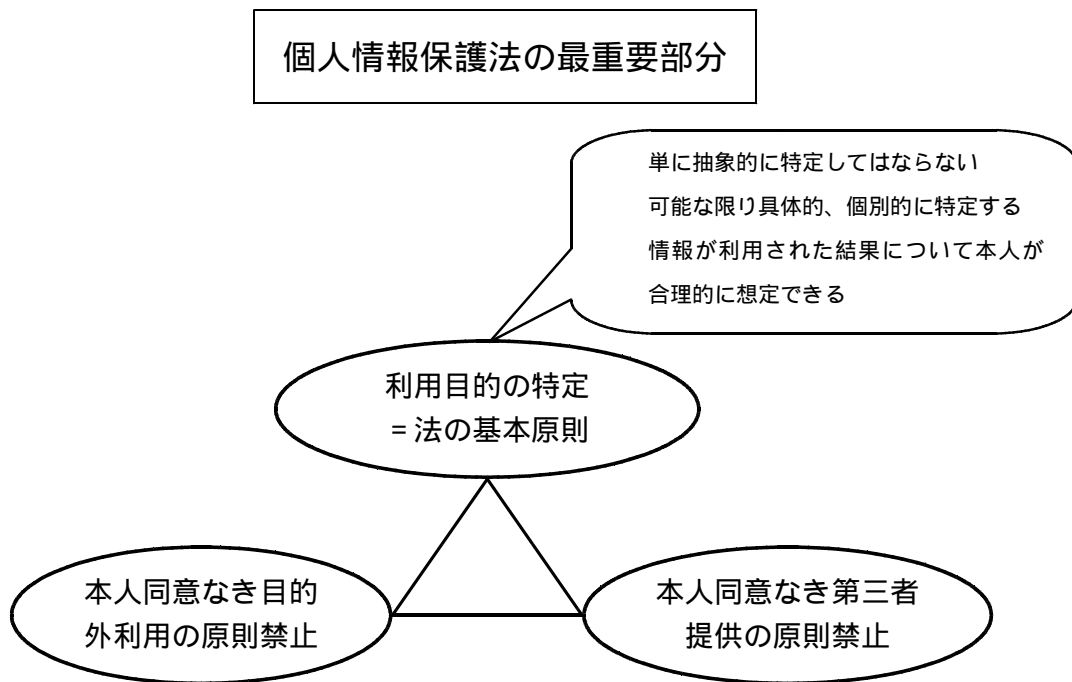 個人情報保護法の最重要部分
単に抽象的に特定してはならない
可能な限り具体的、個別的に特定する
情報が利用された結果について本人が
合理的に想定できる
利用目的の特定
=法の基本原則
本人同意なき目的
外利用の原則禁止
本人同意なき第三者
提供の原則禁止